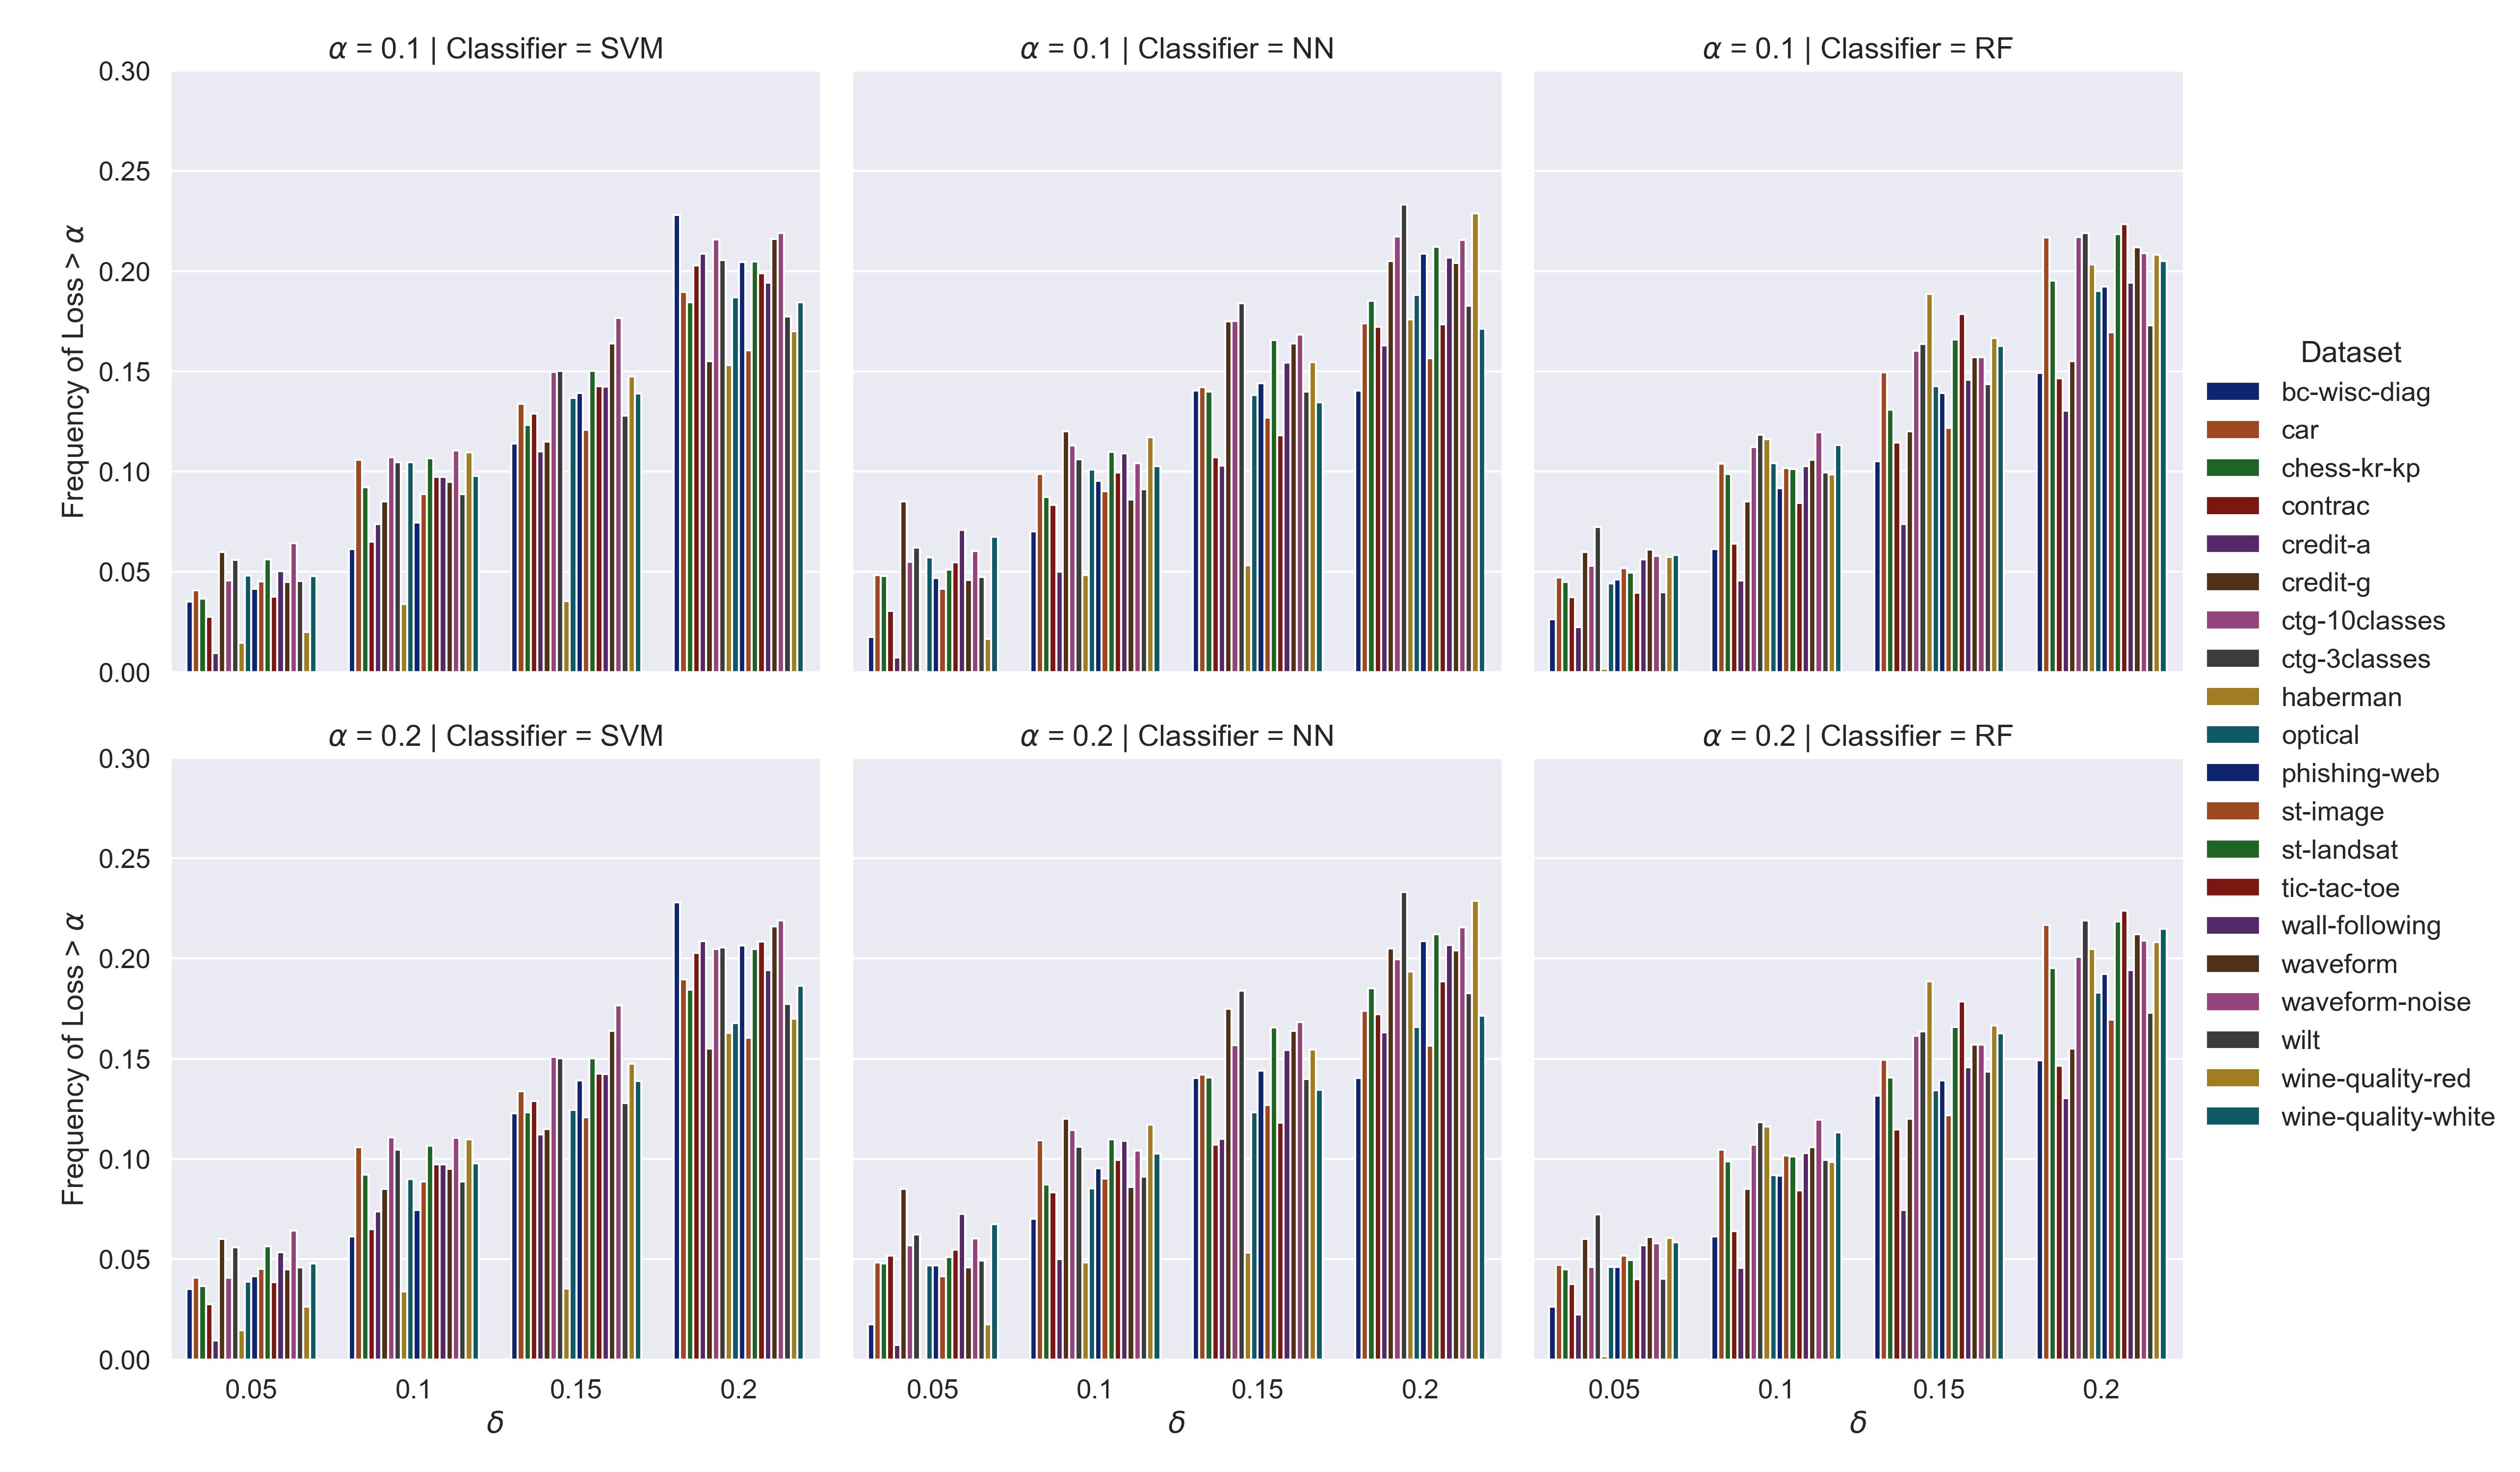 α = 0.1 | Classifier = SVM
α = 0.1 | Classifier = NN
α = 0.1 | Classifier = RF
0.30
0.25
0.20
0.15
0.10
0.05
0.00
Frequency of Loss > α
α = 0.2 | Classifier = SVM
α = 0.2 | Classifier = NN
α = 0.2 | Classifier = RF
0.30
0.25
0.20
0.15
0.10
0.05
0.00
Frequency of Loss > α
0.05 0.1 0.15 0.2
δ
0.05 0.1 0.15 0.2
δ
0.05 0.1 0.15 0.2
δ
Dataset
bc-wisc-diag
car
chess-kr-kp
contrac
credit-a
credit-g
ctg-10classes
ctg-3classes
haberman
optical
phishing-web
st-image
st-landsat
tic-tac-toe
wall-following
waveform
waveform-noise
wilt
wine-quality-red
wine-quality-white